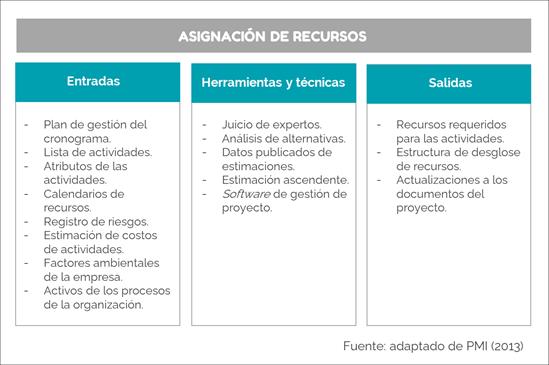 ASIGNACIÓN DE RECURSOS
Entradas
- Plan de gestión del
cronograma.
- Lista de actividades.
- Atributos de las
actividades.
- Calendarios de
recursos.
- Registro de riesgos.
- Estimación de costos
de actividades.
- Factores ambientales
de la empresa.
- Activos de los procesos
de la organización.
Herramientas y técnicas
- Juicio de expertos.
- Análisis de alternativas.
- Datos publicados de
estimaciones.
- Estimación ascendente.
- Software de gestión de
proyecto.
Salidas
- Recursos requeridos
para las actividades.
- Estructura de desglose
de recursos.
- Actualizaciones a los
documentos del
proyecto.
Fuente: adaptado de PMI (2013)